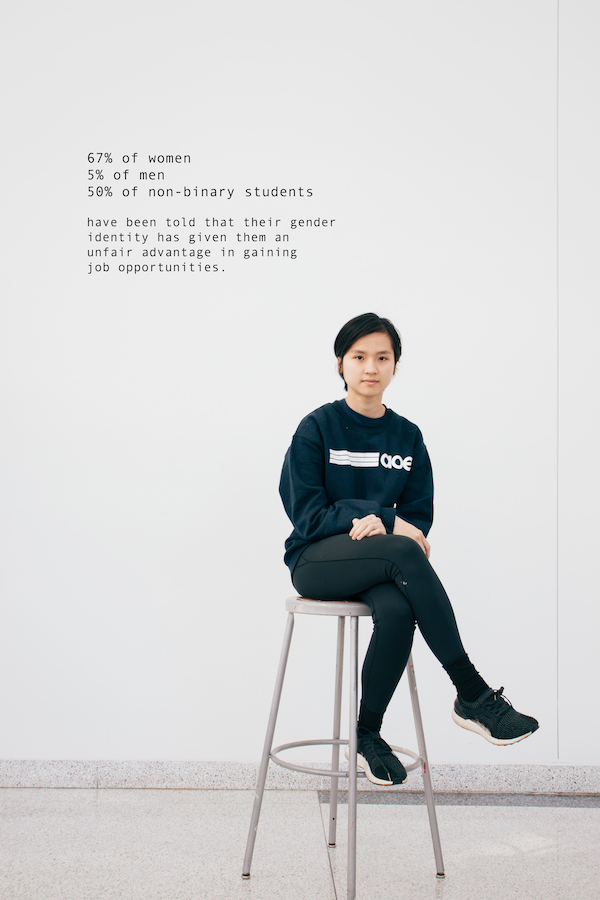 67% of women
5% of men
50% of non-binary students
have been told that their gender
identity has given them an
unfair advantage in gaining
job opportunities.
aoe